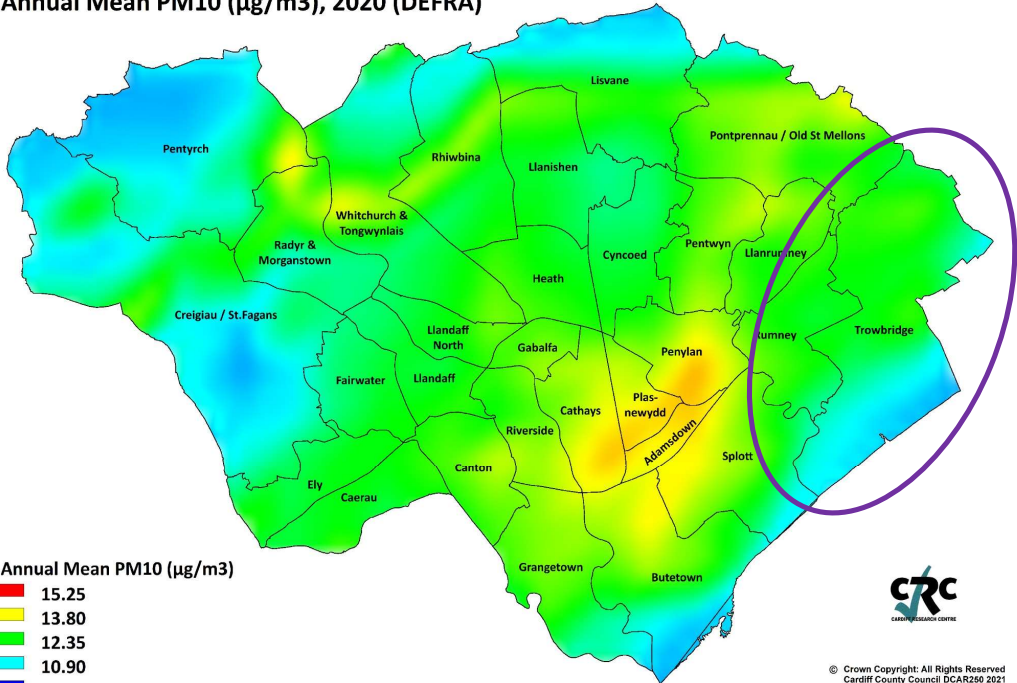 Annual Mean PM10 (µg/m3), 2020 (DEFRA)
Lisvane
Pontprennau / Old St Mellons
Pentyrch
Rhiwbina
Llanishen
Whitchurch &
Tongwynlais
Radyr &
Morganstown
Pentwyn
Llanrumney
Cyncoed
Heath
Creigiau / St.Fagans
Llandaff
North
Gabalfa
Rumney
Trowbridge
Penylan
Fairwater
Llandaff
Plas-
newydd
Cathays
Riverside
Adamsdown
Splott
Canton
Ely
Caerau
Grangetown
Butetown
Annual Mean PM10 (µg/m3)
15.25
13.80
12.35
10.90
CRC
CARDIFF RESEARCH CENTRE
© Crown Copyright: All Rights Reserved
Cardiff County Council DCAR250 2021